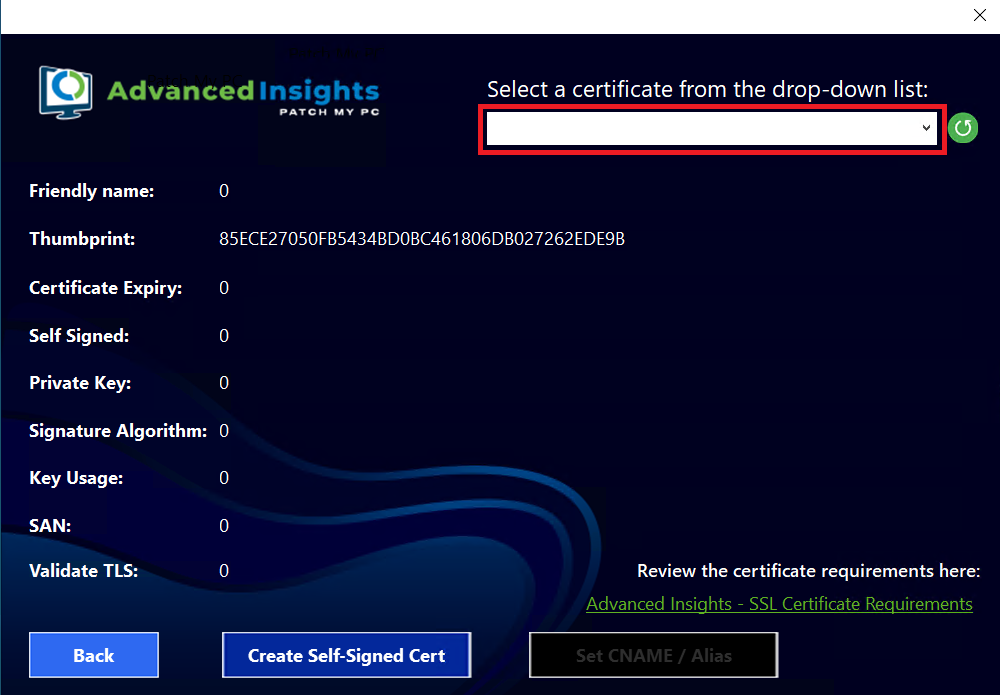 Advanced Insights
PATCH MY PC
Select a certificate from the drop-down list:
Friendly name: 0
Thumbprint: 85ECE27050FB5434BD0BC461806DB027262EDE9B
Certificate Expiry: 0
Self Signed: 0
Private Key: 0
Signature Algorithm: 0
Key Usage: 0
SAN: 0
Validate TLS: 0
Review the certificate requirements here:
Advanced Insights - SSL Certificate Requirements
Back
Create Self-Signed Cert
Set CNAME / Alias